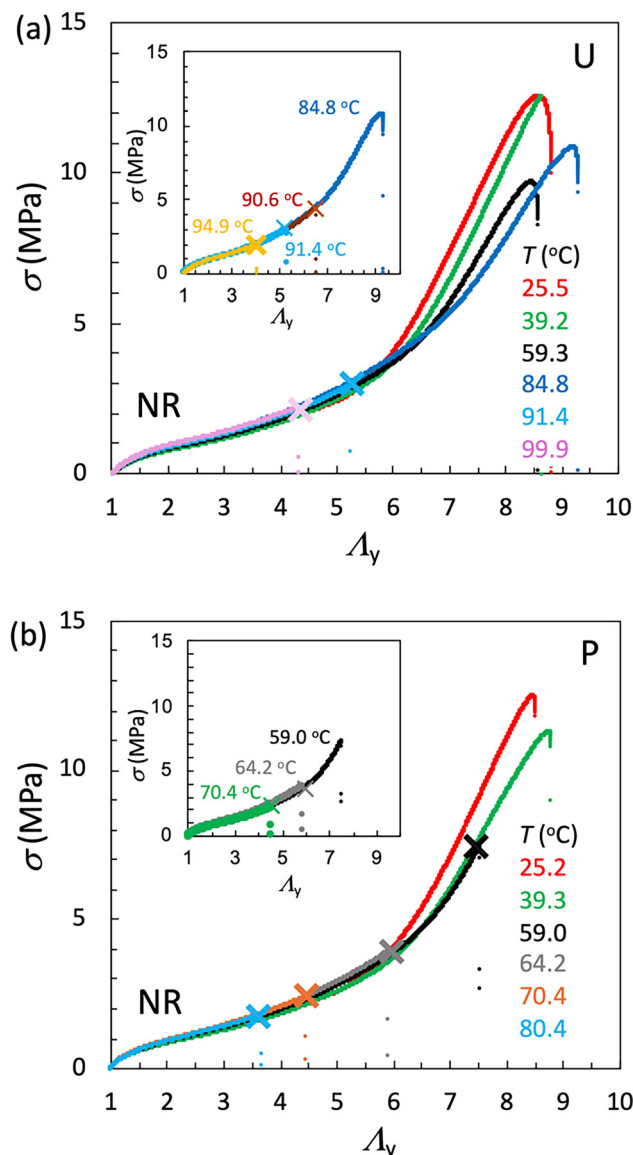 (a)
U
15
10
5
0
σ (MPa)
15
10
5
0
σ (MPa)
84.8 °C
90.6 °C
94.9 °C
91.4 °C
1 3 5 7 9
Λy
T (°C)
25.5
39.2
59.3
84.8
91.4
99.9
NR
1 2 3 4 5 6 7 8 9 10
Λy
(b)
P
15
10
5
0
σ (MPa)
15
10
5
0
σ (MPa)
59.0 °C
64.2 °C
70.4 °C
1 3 5 7 9
Λy
T (°C)
25.2
39.3
59.0
64.2
70.4
80.4
NR
1 2 3 4 5 6 7 8 9 10
Λy